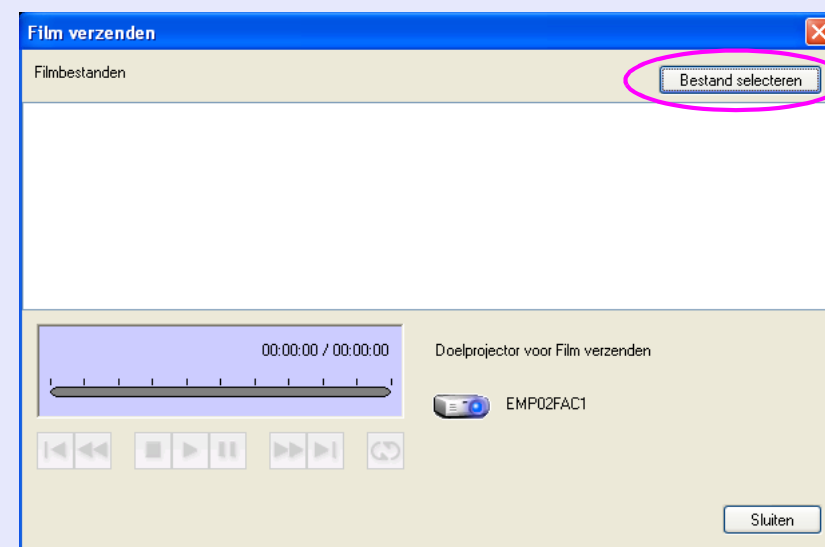 Film verzenden
Filmbestanden
Bestand selecteren
00:00:00 / 00:00:00
Doelprojector voor Film verzenden
EMP02FAC1
Sluiten